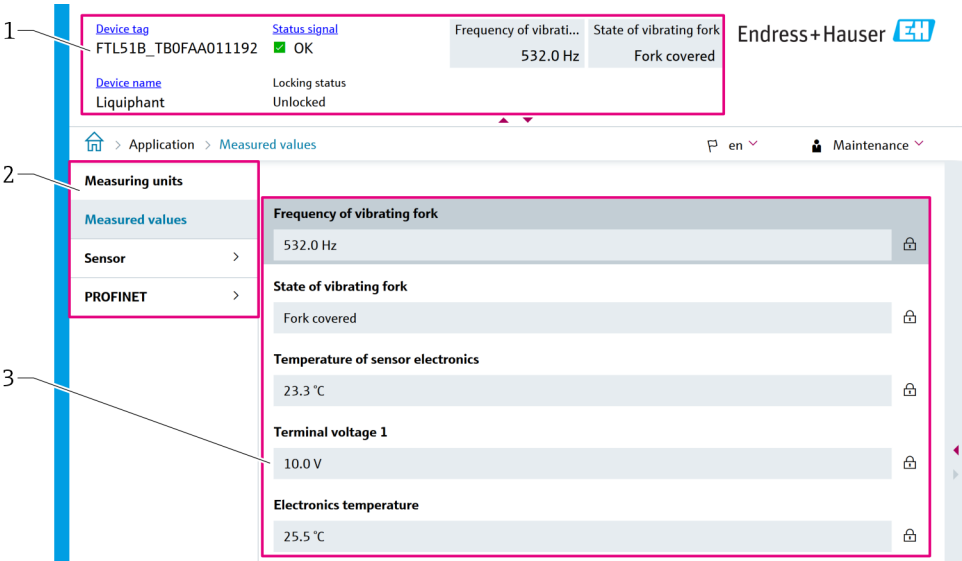 1
Device tag
Status signal
Frequency of vibrati...
State of vibrating fork
Endress+Hauser EH
FTL51B_TB0FAA011192
OK
532.0 Hz
Fork covered
Device name
Locking status
Liquiphant
Unlocked
> Application > Measured values
en
Maintenance
2
Measuring units
Measured values
Sensor
PROFINET
Frequency of vibrating fork
532.0 Hz
State of vibrating fork
Fork covered
Temperature of sensor electronics
23.3 °C
3
Terminal voltage 1
10.0 V
Electronics temperature
25.5 °C